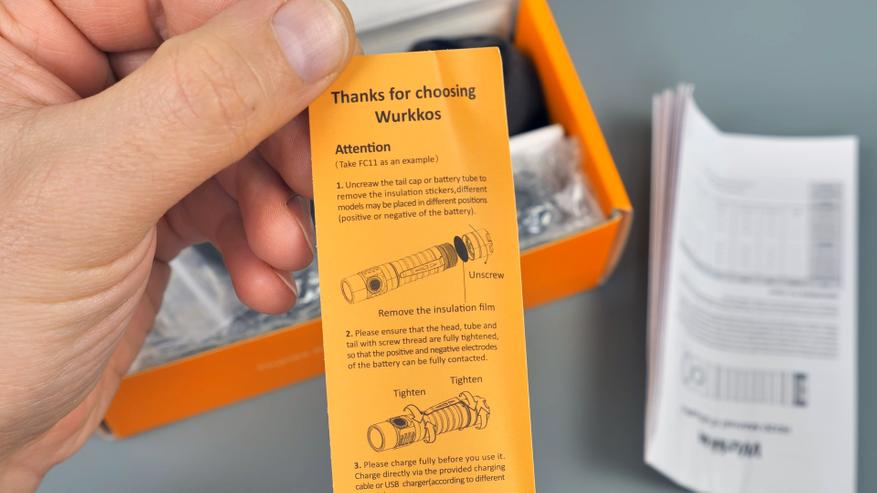 Thanks for choosing
Wurkkos
Attention
(Take FC11 as an example)
1. Uncreaw the tail cap or battery tube to
remove the insulation stickers,different
models may be placed in different positions
(positive or negative of the battery).
Unscrew
Remove the insulation film
2. Please ensure that the head, tube and
tail with screw thread are fully tightened,
so that the positive and negative electrodes
of the battery can be fully contacted.
Tighten
Tighten
3. Please charge fully before you use it.
Charge directly via the provided charging
cable or USB charger(according to different